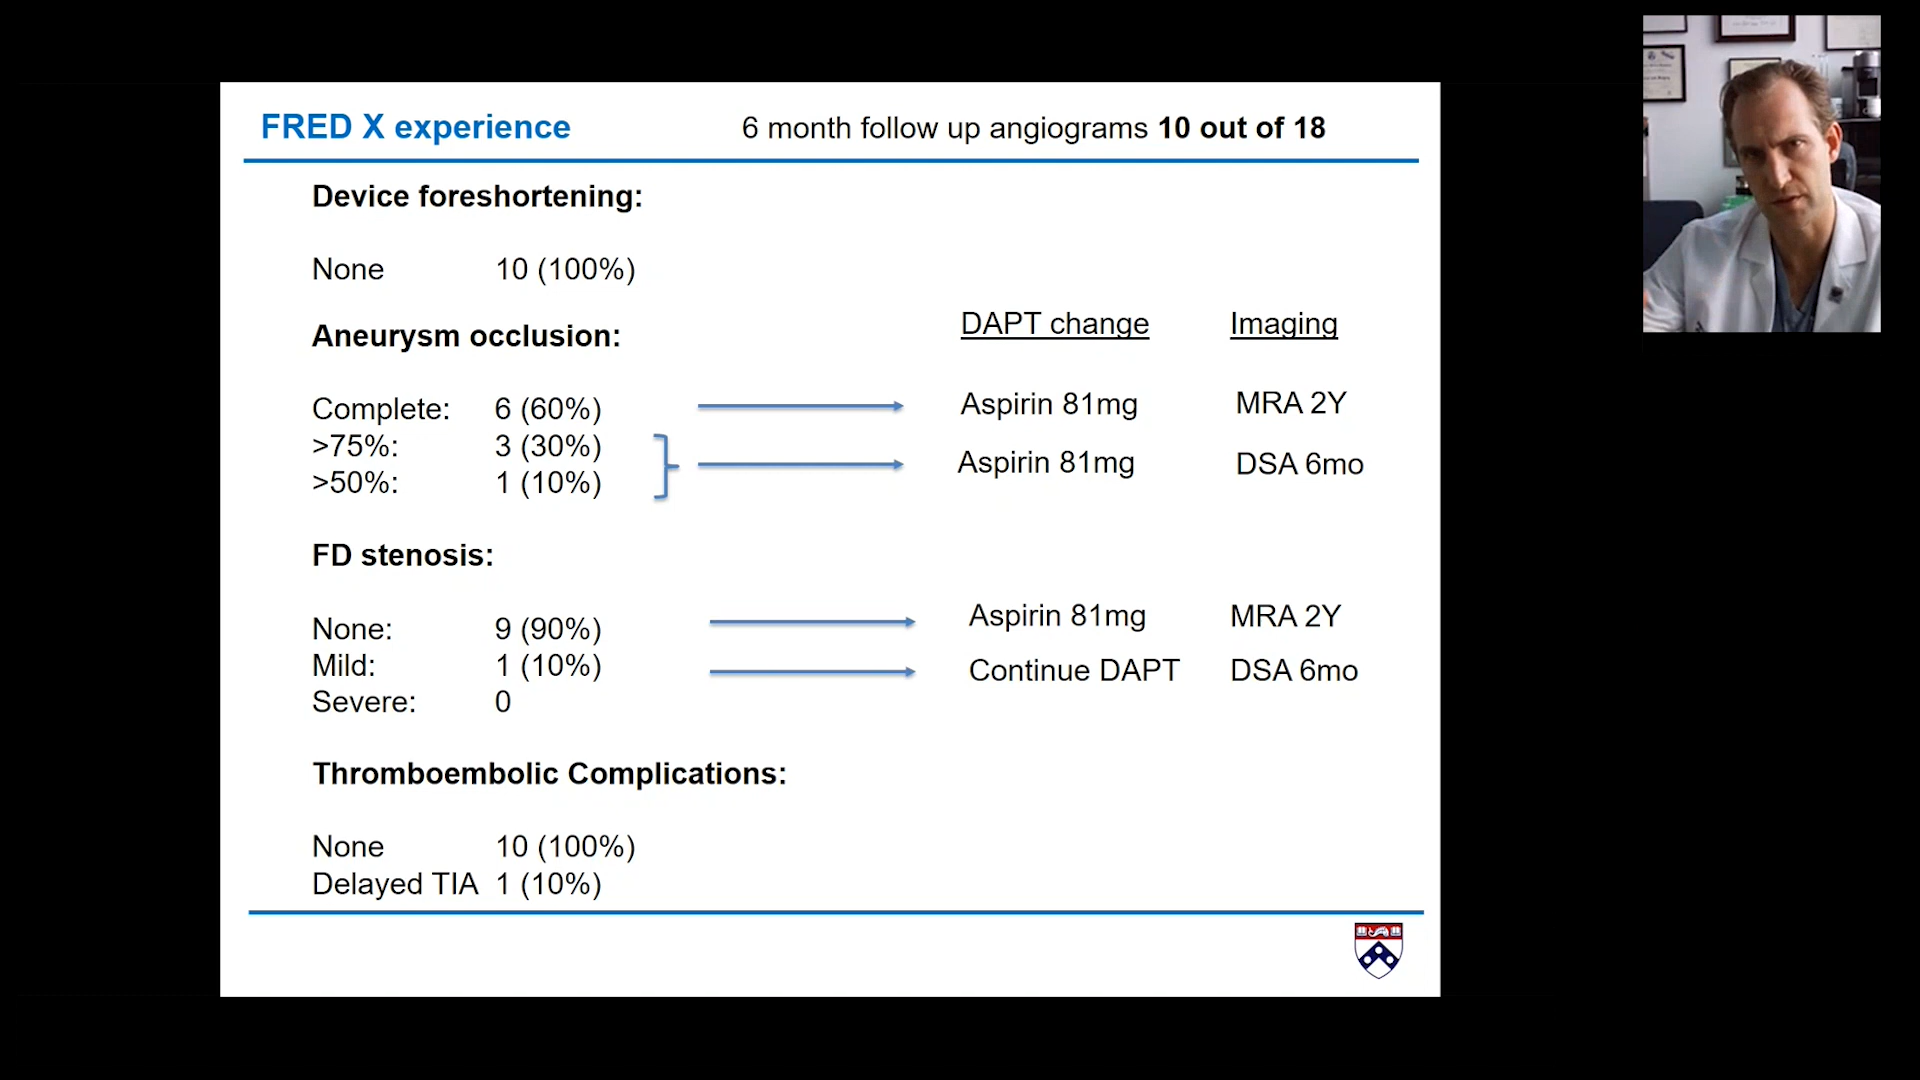 FRED X experience 6 month follow up angiograms 10 out of 18
Device foreshortening:
None 10 (100%)
DAPT change Imaging
Aneurysm occlusion:
Complete: 6 (60%) Aspirin 81mg MRA 2Y
>75%: 3 (30%)
Aspirin 81mg DSA 6mo
>50%: 1 (10%)
FD stenosis:
None: 9 (90%) Aspirin 81mg MRA 2Y
Mild: 1 (10%) Continue DAPT DSA 6mo
Severe: 0
Thromboembolic Complications:
None 10 (100%)
Delayed TIA 1 (10%)